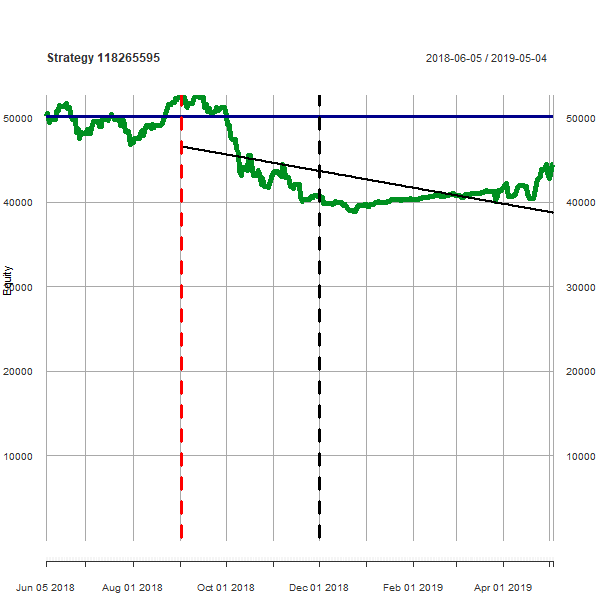 Strategy 118265595
2018-06-05 / 2019-05-04
50000
50000
40000
40000
Equity
30000
30000
20000
20000
10000
10000
Jun 05 2018
Aug 01 2018
Oct 01 2018
Dec 01 2018
Feb 01 2019
Apr 01 2019